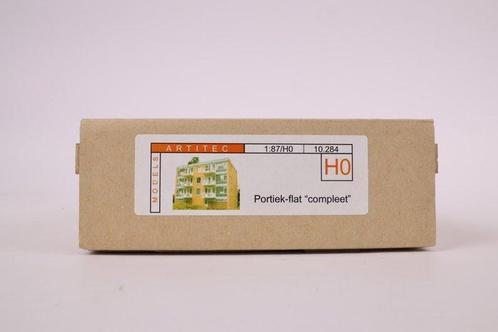 ARTITEC 1:87/H0 10.284
MODELS
H0
Portiek-flat “compleet”